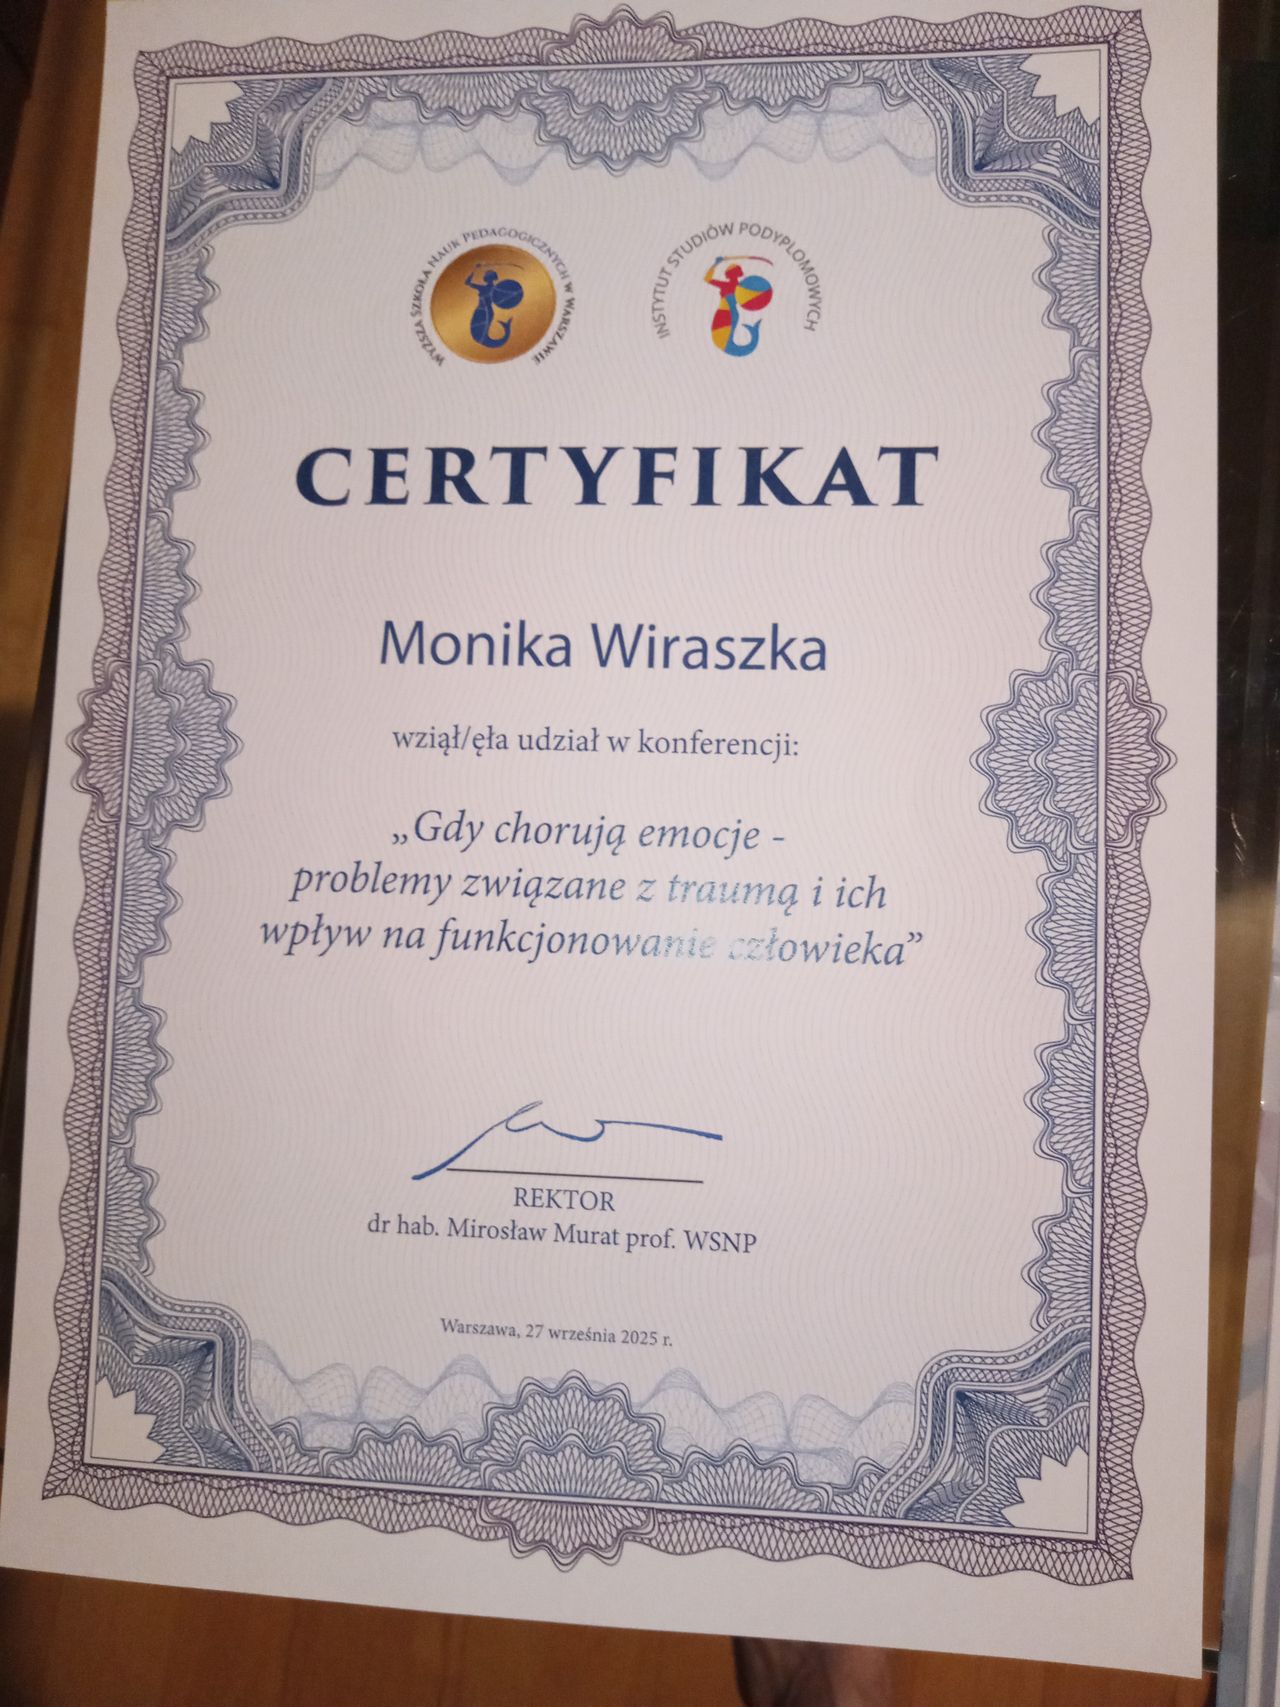 WYŻSZA SZKOŁA NAUK PEDAGOGICZNYCH W WARSZAWIE
INSTYTUT STUDIÓW PODYPLOMOWYCH
CERTYFIKAT
Monika Wiraszka
wziął/ęła udział w konferencji:
„Gdy chorują emocje -
problemy związane z traumą i ich
wpływ na funkcjonowanie człowieka”
REKTOR
dr hab. Mirosław Murat prof. WSNP
Warszawa, 27 września 2025 r.